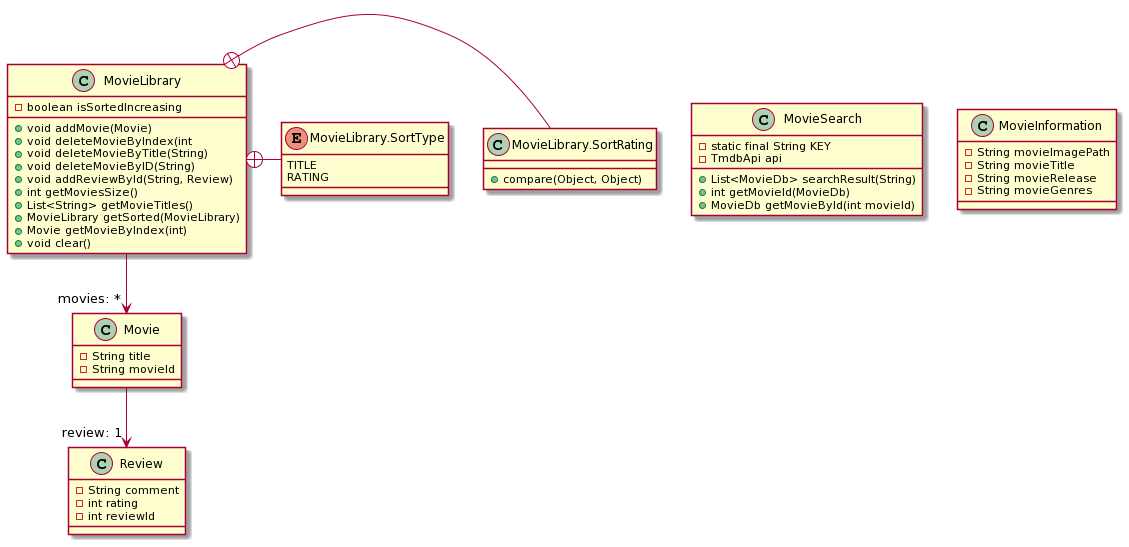 MovieLibrary
boolean isSortedIncreasing
void addMovie(Movie)
void deleteMovieByIndex(int
void deleteMovieByTitle(String)
void deleteMovieByID(String)
void addReviewById(String, Review)
int getMoviesSize()
List<String> getMovieTitles()
MovieLibrary getSorted(MovieLibrary)
Movie getMovieByIndex(int)
void clear()
E MovieLibrary.SortType
TITLE
RATING
C MovieLibrary.SortRating
compare(Object, Object)
C MovieSearch
static final String KEY
TmdbApi api
List<MovieDb> searchResult(String)
int getMovieId(MovieDb)
MovieDb getMovieById(int movieId)
C MovieInformation
String movieImagePath
String movieTitle
String movieRelease
String movieGenres
movies: *
C Movie
String title
String movieId
review: 1
C Review
String comment
int rating
int reviewId